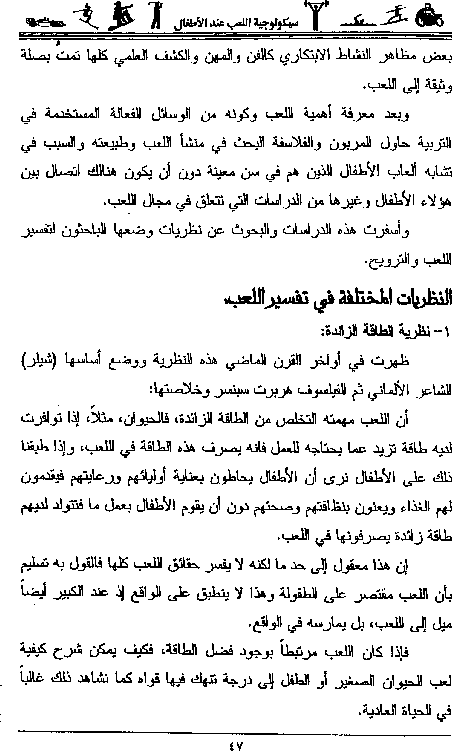 سيكولوجية اللعب عند الأطفال
بعض مظاهر النشاط الابتكاري كالفن والمهن والكشف العلمي كلها تمتّ بصلة
وثيقة إلى اللعب.
وبعد معرفة أهمية اللعب وكونه من الوسائل الفعالة المستخدمة في
التربية حاول المربون والفلاسفة البحث في منشأ اللعب وطبيعته والسبب في
تشابه ألعاب الأطفال الذين هم في سن معينة دون أن يكون هنالك اتصال بين
هؤلاء الأطفال وغيرها من الدراسات التي تتعلق في مجال اللعب.
وأسفرت هذه الدراسات والبحوث عن نظريات وضعها الباحثون لتفسير
اللعب والترويح.
النظريات المختلفة في تفسير اللعب
١- نظرية الطاقة الزائدة:
ظهرت في أواخر القرن الماضي هذه النظرية ووضع أساسها (شيلر)
الشاعر الألماني ثم الفيلسوف هربرت سبنسر وخلاصتها:
أن اللعب مهمته التخلص من الطاقة الزائدة، فالحيوان، مثلاً، إذا توافرت
لديه طاقة تزيد عما يحتاجه للعمل فانه يصرف هذه الطاقة في اللعب، وإذا طبقنا
ذلك على الأطفال نرى أن الأطفال يحاطون بعناية أوليائهم ورعايتهم فيقدمون
لهم الغذاء ويعنون بنظافتهم وصحتهم دون أن يقوم الأطفال بعمل ما فتتولد لديهم
طاقة زائدة يصرفونها في اللعب.
إن هذا معقول إلى حد ما لكنه لا يفسر حقائق اللعب كلها فالقول به تسليم
بأن اللعب مقتصر على الطفولة وهذا لا ينطبق على الواقع إذ عند الكبير أيضاً
ميل إلى اللعب، بل يمارسه في الواقع.
فإذا كان اللعب مرتبطاً بوجود فضل الطاقة، فكيف يمكن شرح كيفية
لعب الحيوان الصغير أو الطفل إلى درجة تنهك فيها قواه كما نشاهد ذلك غالباً
في الحياة العادية.
٤٧